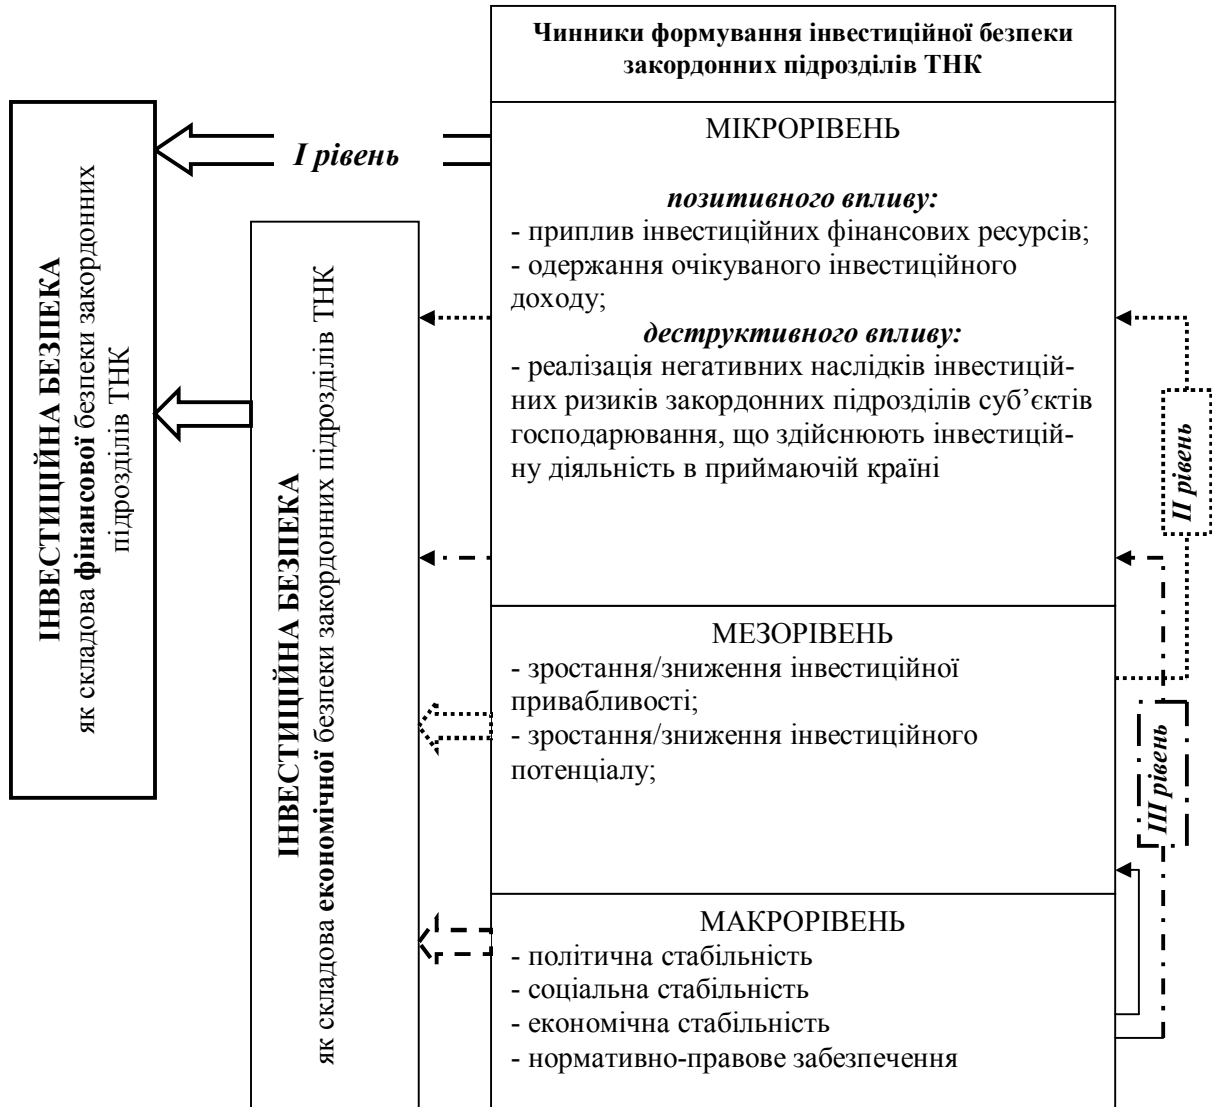 Чинники формування інвестиційної безпеки
закордонних підрозділів ТНК
МІКРОРІВЕНЬ
позитивного впливу:
- приплив інвестиційних фінансових ресурсів;
- одержання очікуваного інвестиційного
доходу;
деструктивного впливу:
- реалізація негативних наслідків інвестицій-
них ризиків закордонних підрозділів суб’єктів
господарювання, що здійснюють інвестицій-
ну діяльність в приймаючій країні
МЕЗОРІВЕНЬ
- зростання/зниження інвестиційної
привабливості;
- зростання/зниження інвестиційного
потенціалу;
МАКРОРІВЕНЬ
- політична стабільність
- соціальна стабільність
- економічна стабільність
- нормативно-правове забезпечення
І рівень
ІІ рівень
ІІІ рівень
ІНВЕСТИЦІЙНА БЕЗПЕКА
як складова фінансової безпеки закордонних
підрозділів ТНК
ІНВЕСТИЦІЙНА БЕЗПЕКА
як складова економічної безпеки закордонних підрозділів ТНК